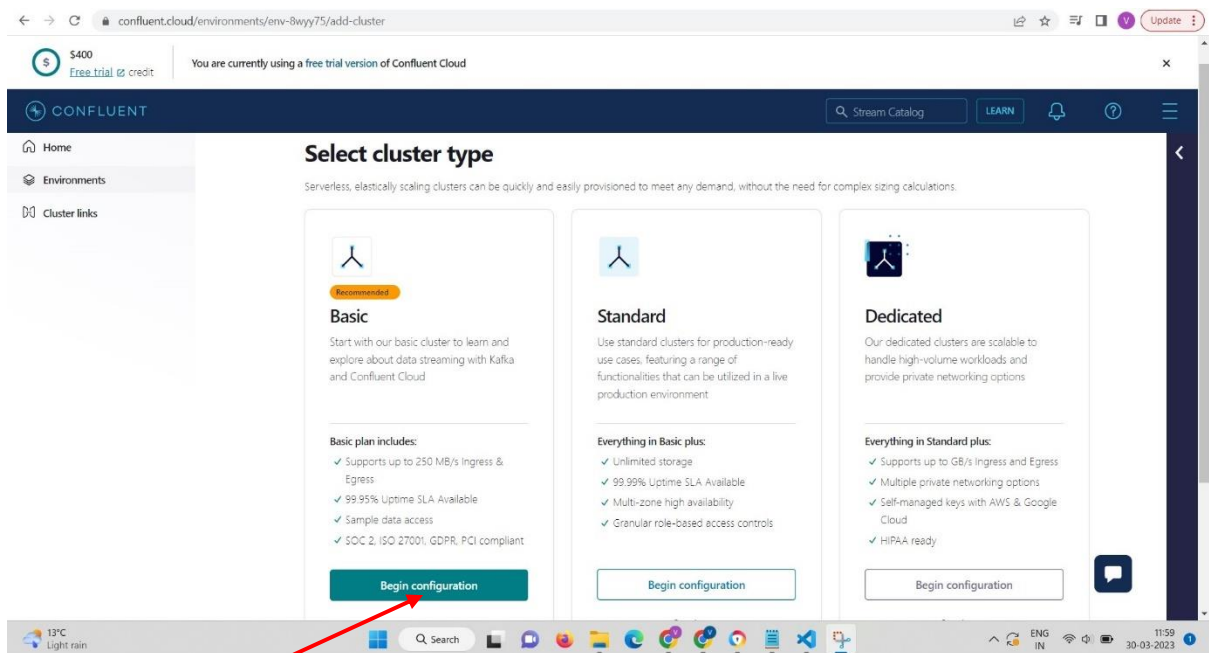 confluent.cloud/environments/env-8wyy75/add-cluster
V
Update
$
$400
Free trial credit
You are currently using a free trial version of Confluent Cloud
CONFLUENT
Stream Catalog
LEARN
Home
Environments
Cluster links
Select cluster type
Serverless, elastically scaling clusters can be quickly and easily provisioned to meet any demand, without the need for complex sizing calculations.
Recommended
Basic
Start with our basic cluster to learn and
explore about data streaming with Kafka
and Confluent Cloud
Basic plan includes:
✓ Supports up to 250 MB/s Ingress &
Egress
✓ 99.95% Uptime SLA Available
✓ Sample data access
✓ SOC 2, ISO 27001, GDPR, PCI compliant
Begin configuration
Standard
Use standard clusters for production-ready
use cases, featuring a range of
functionalities that can be utilized in a live
production environment
Everything in Basic plus:
✓ Unlimited storage
✓ 99.99% Uptime SLA Available
✓ Multi-zone high availability
✓ Granular role-based access controls
Begin configuration
Dedicated
Our dedicated clusters are scalable to
handle high-volume workloads and
provide private networking options
Everything in Standard plus:
✓ Supports up to GB/s Ingress and Egress
✓ Multiple private networking options
✓ Self-managed keys with AWS & Google
Cloud
✓ HIPAA ready
Begin configuration
13°C
Light rain
Search
ENG
IN
11:59
30-03-2023
1